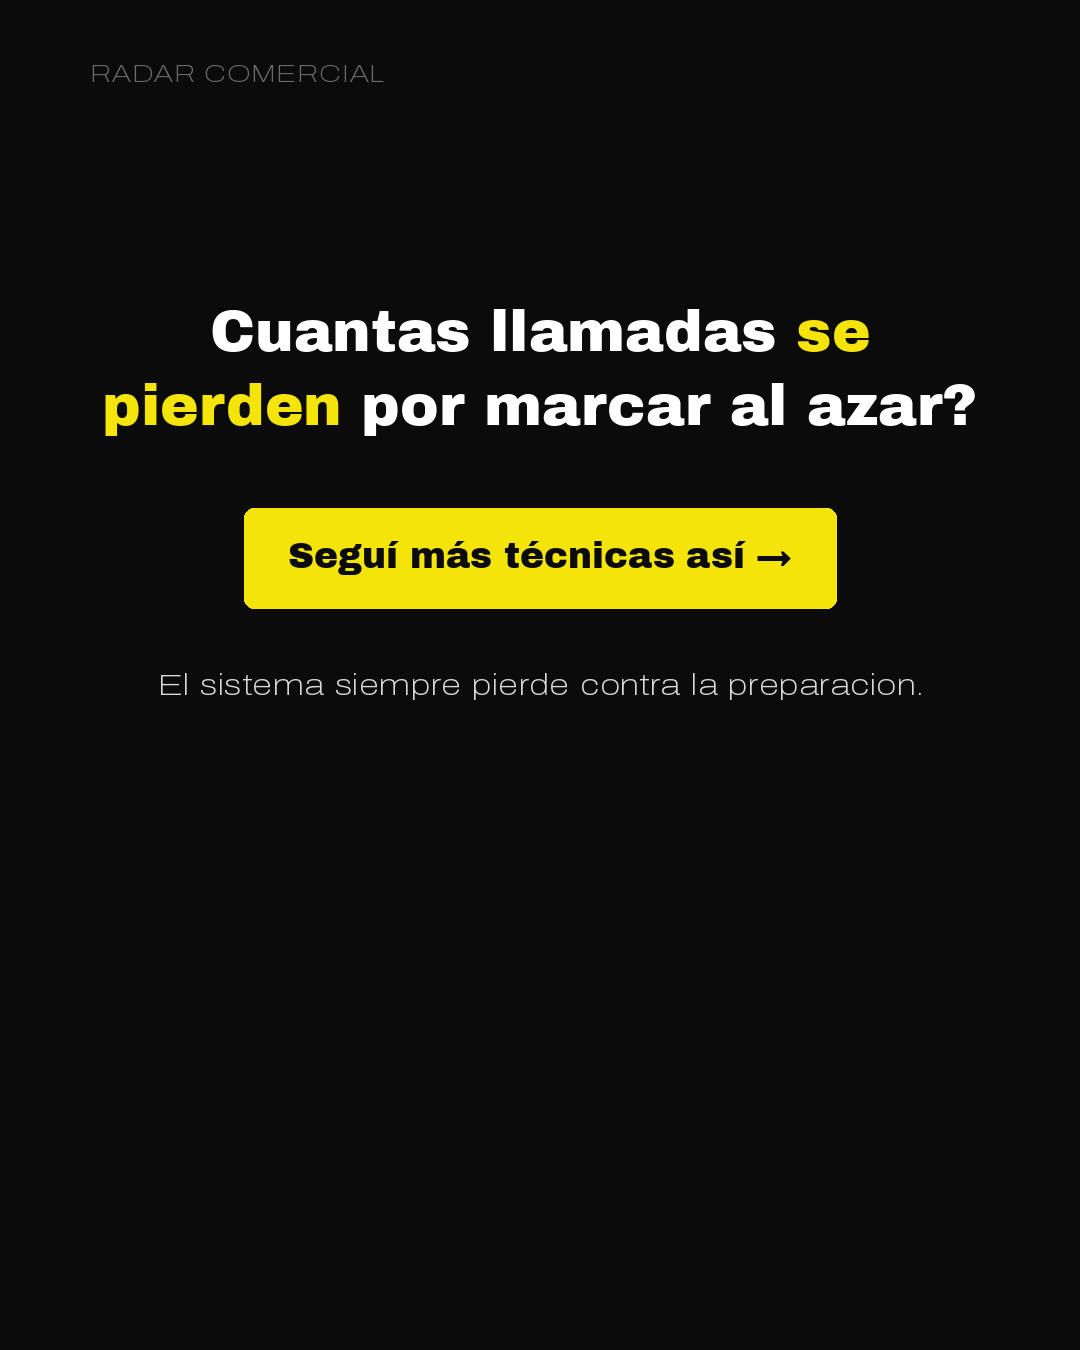 RADAR COMERCIAL
Cuantas llamadas se
pierden por marcar al azar?
Seguí más técnicas así →
El sistema siempre pierde contra la preparacion.